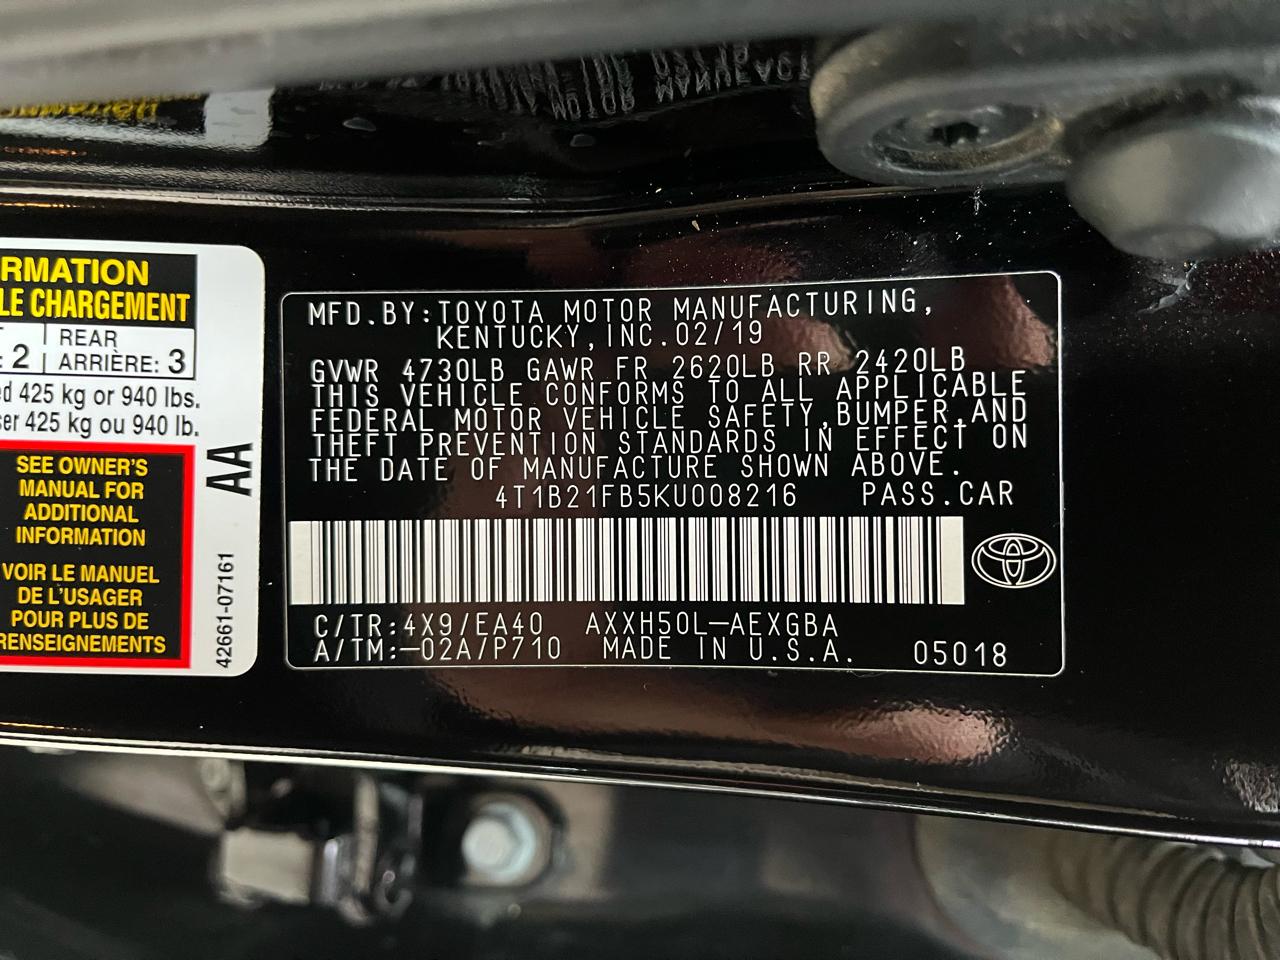 RMATION
LE CHARGEMENT
: 2
REAR
ARRIÈRE: 3
ed 425 kg or 940 lbs.
ser 425 kg ou 940 lb.
SEE OWNER'S
MANUAL FOR
ADDITIONAL
INFORMATION
VOIR LE MANUEL
DE L'USAGER
POUR PLUS DE
RENSEIGNEMENTS
AA
42661-07161
MFD.BY:TOYOTA MOTOR MANUFACTURING,
KENTUCKY,INC.02/19
GVWR 4730LB GAWR FR 2620LB RR 2420LB
THIS VEHICLE CONFORMS TO ALL APPLICABLE
FEDERAL MOTOR VEHICLE SAFETY,BUMPER,AND
THEFT PREVENTION STANDARDS IN EFFECT ON
THE DATE OF MANUFACTURE SHOWN ABOVE.
4T1B21FB5KU008216 PASS.CAR
C/TR:4X9/EA40 AXXH50L-AEXGBA
A/TM:-02A/P710 MADE IN U.S.A. 05018